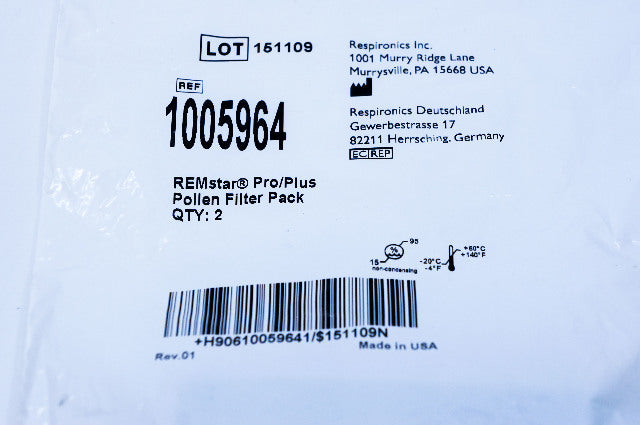 LOT 151109
REF
1005964
REMstar® Pro/Plus
Pollen Filter Pack
QTY: 2
Respironics Inc.
1001 Murry Ridge Lane
Murrysville, PA 15668 USA
Respironics Deutschland
Gewerbestrasse 17
82211 Herrsching, Germany
EC REP
95
%
15
non-condensing
+60°C
+140°F
-20°C
-4°F
+H90610059641/$151109N
Rev.01
Made in USA